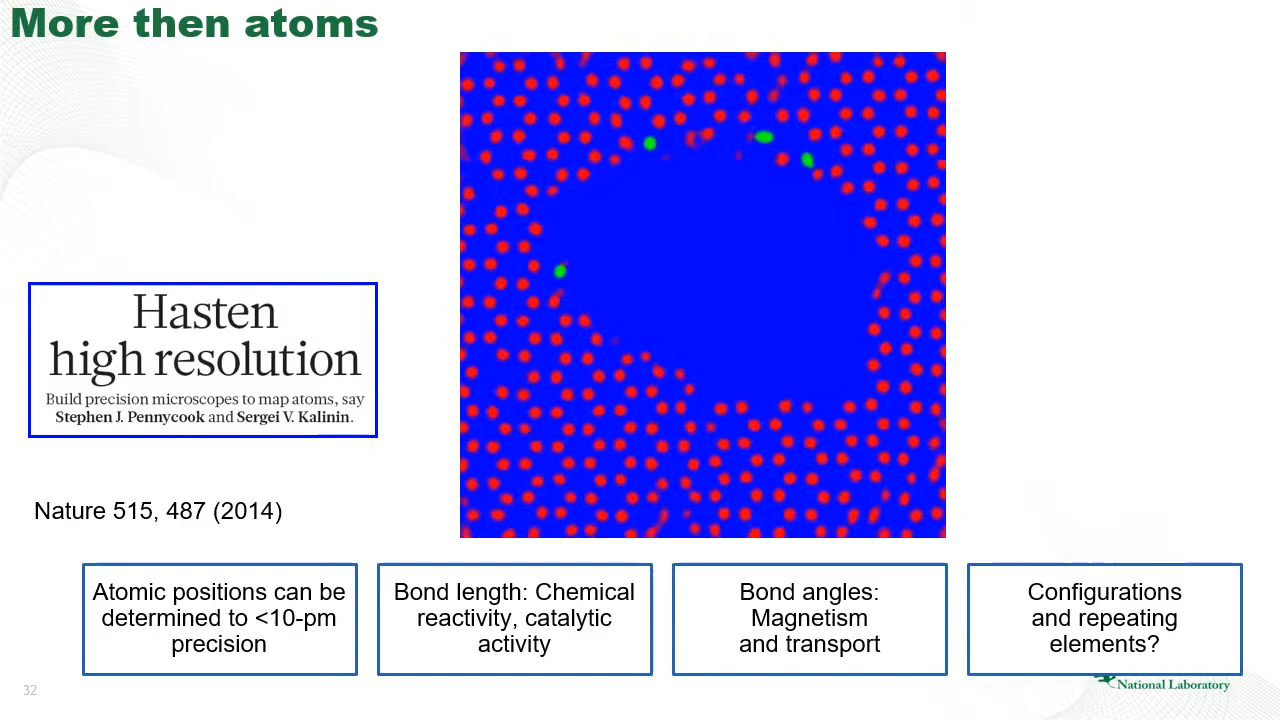 More then atoms
Hasten
high resolution
Build precision microscopes to map atoms, say
Stephen J. Pennycook and Sergei V. Kalinin.
Nature 515, 487 (2014)
Atomic positions can be
determined to <10-pm
precision
Bond length: Chemical
reactivity, catalytic
activity
Bond angles:
Magnetism
and transport
Configurations
and repeating
elements?
32
National Laboratory